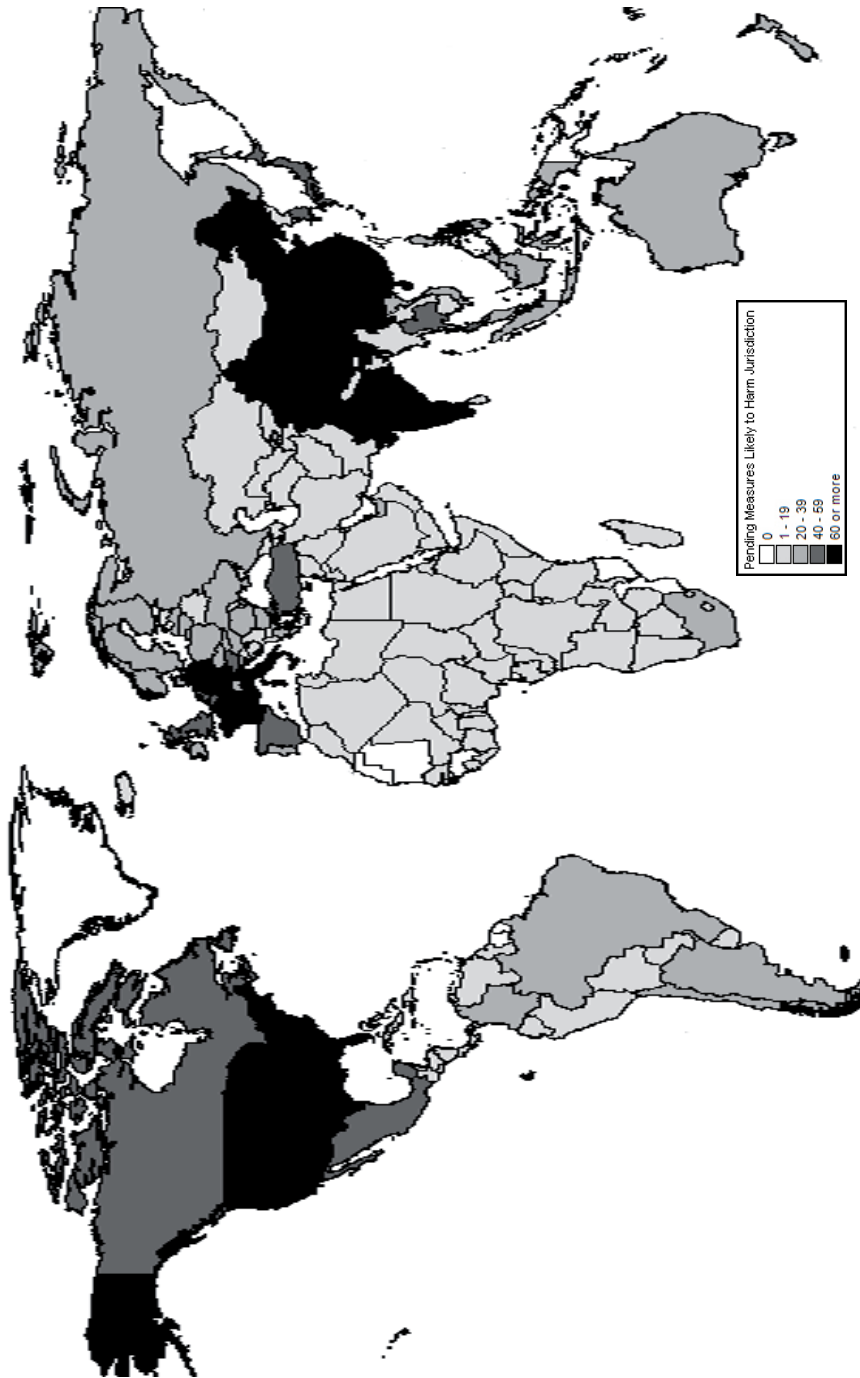 Pending Measures Likely to Harm Jurisdiction
0
1 - 19
20 - 39
40 - 59
60 or more